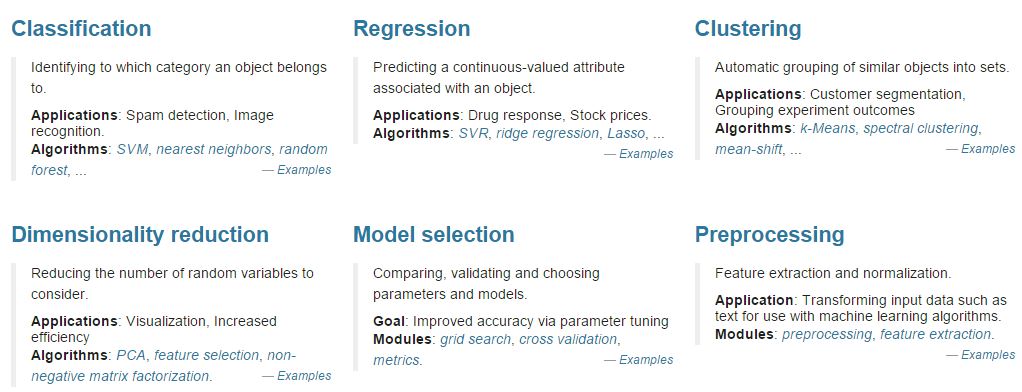 Classification
Identifying to which category an object belongs
to.
Applications: Spam detection, Image
recognition.
Algorithms: SVM, nearest neighbors, random
forest, ...
— Examples
Regression
Predicting a continuous-valued attribute
associated with an object.
Applications: Drug response, Stock prices.
Algorithms: SVR, ridge regression, Lasso, ...
— Examples
Clustering
Automatic grouping of similar objects into sets.
Applications: Customer segmentation,
Grouping experiment outcomes
Algorithms: k-Means, spectral clustering,
mean-shift, ...
— Examples
Dimensionality reduction
Reducing the number of random variables to
consider.
Applications: Visualization, Increased
efficiency
Algorithms: PCA, feature selection, non-
negative matrix factorization.
— Examples
Model selection
Comparing, validating and choosing
parameters and models.
Goal: Improved accuracy via parameter tuning
Modules: grid search, cross validation,
metrics.
— Examples
Preprocessing
Feature extraction and normalization.
Application: Transforming input data such as
text for use with machine learning algorithms.
Modules: preprocessing, feature extraction.
— Examples